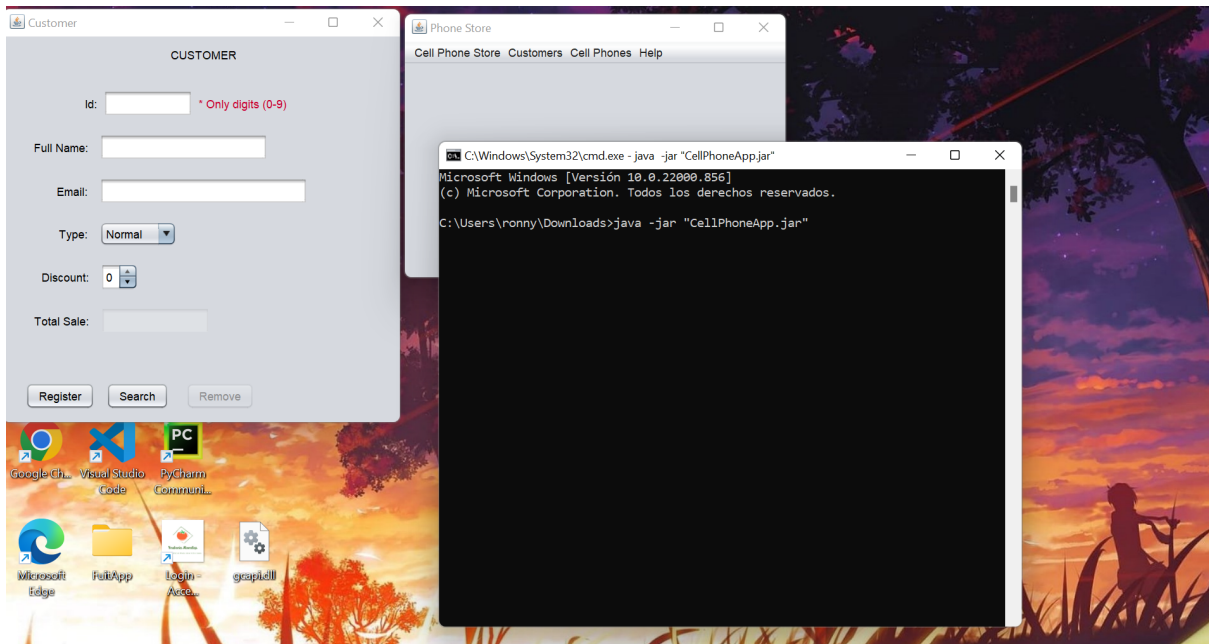 Customer
CUSTOMER
Id:
* Only digits (0-9)
Full Name:
Email:
Type:
Normal
Discount:
0
Total Sale:
Register
Search
Remove
Phone Store
Cell Phone Store Customers Cell Phones Help
C:\Windows\System32\cmd.exe - java -jar "CellPhoneApp.jar"
Microsoft Windows [Versión 10.0.22000.856]
(c) Microsoft Corporation. Todos los derechos reservados.
C:\Users\ronny\Downloads>java -jar "CellPhoneApp.jar"
Google Ch...
Visual Studio
Code
PC
PyCharm
Communi...
Microsoft
Edge
FuitApp
Login -
Acce...
gcapi.dll